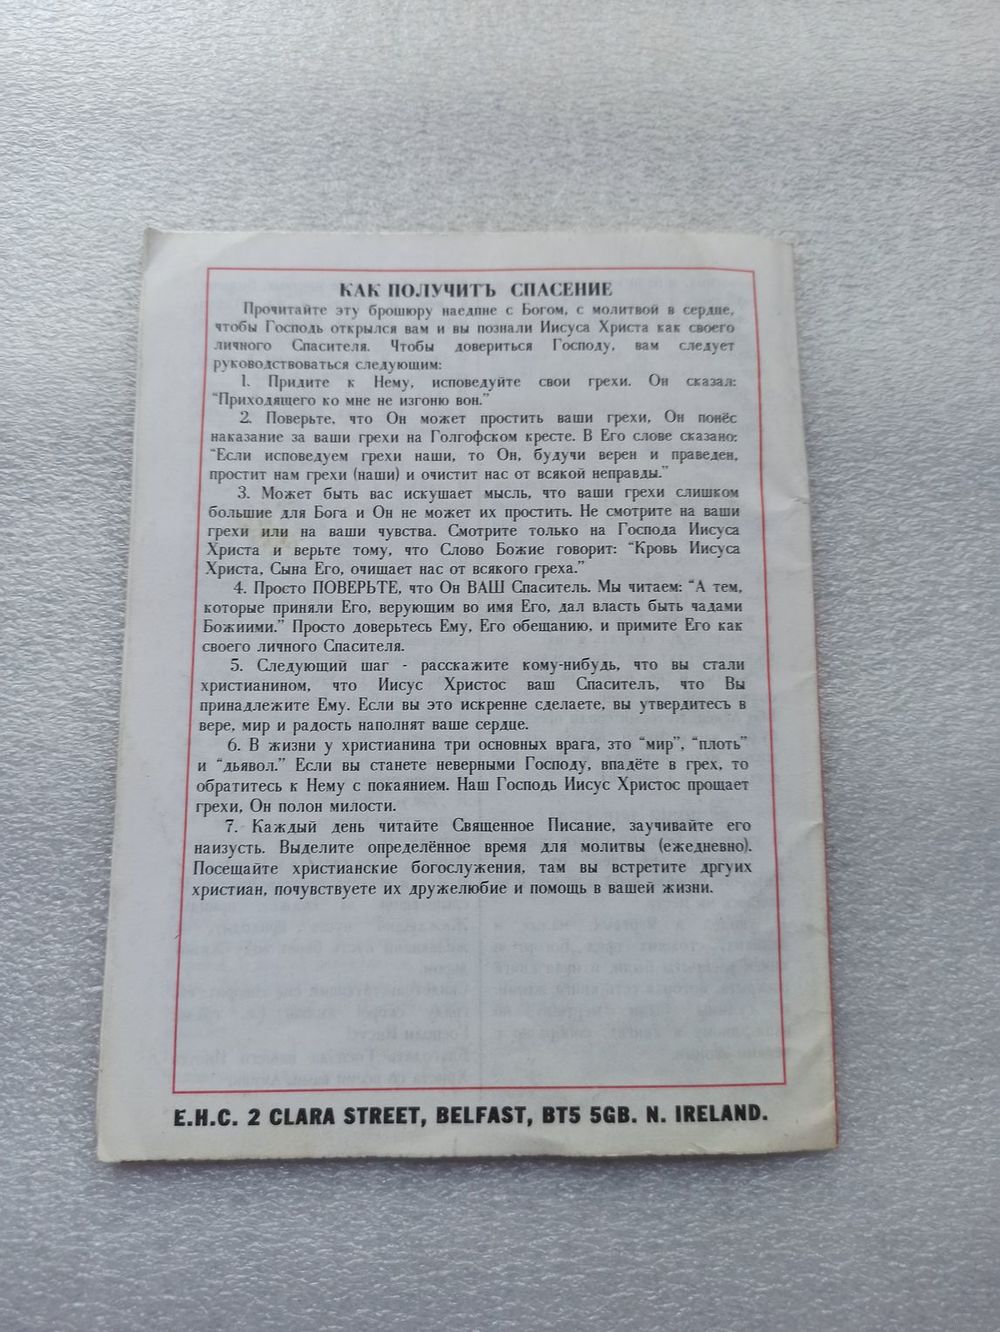 КАК ПОЛУЧИТЪ СПАСЕНИЕ
Прочитайте эту брошюру наедпне с Богом, с молитвой в сердце,
чтобы Господь открылся вам и вы познали Иисуса Христа как своего
личного Спасителя. Чтобы довериться Господу, вам следует
руководствоваться следующим:
1. Придите к Нему, исповедуйте свои грехи. Он сказал:
“Приходящего ко мне не изгоню вон.”
2. Поверьте, что Он может простить ваши грехи, Он понёс
наказание за ваши грехи на Голгофском кресте. В Его слове сказано:
“Если исповедуем грехи наши, то Он, будучи верен и праведен,
простит нам грехи (наши) и очистит нас от всякой неправды.”
3. Может быть вас искушает мысль, что ваши грехи слишком
большие для Бога и Он не может их простить. Не смотрите на ваши
грехи или на ваши чувства. Смотрите только на Господа Иисуса
Христа и верьте тому, что Слово Божие говорит: “Кровь Иисуса
Христа, Сына Его, очищает нас от всякого греха.”
4. Просто ПОВЕРЬТЕ, что Он ВАШ Спаситель. Мы читаем: “А тем,
которые приняли Его, верующим во имя Его, дал власть быть чадами
Божиими.” Просто доверьтесь Ему, Его обещанию, и примите Его как
своего личного Спасителя.
5. Следующий шаг - расскажите кому-нибудь, что вы стали
христианином, что Иисус Христос ваш Спаситель, что Вы
принадлежите Ему. Если вы это искренне сделаете, вы утвердитесь в
вере, мир и радость наполнят ваше сердце.
6. В жизни у христианина три основных врага, зто “мир”, “плоть”
и “дьявол.” Если вы станете неверными Господу, впадёте в грех, то
обратитесь к Нему с покаянием. Наш Господь Иисус Христос прощает
грехи, Он полон милости.
7. Каждый день читайте Священное Писание, заучивайте его
наизусть. Выделите определённое время для молитвы (ежедневно).
Посещайте христианские богослужения, там вы встретите дргуих
христиан, почувствуете их дружелюбие и помощь в вашей жизни.
E.H.C. 2 CLARA STREET, BELFAST, BT5 5GB. N. IRELAND.